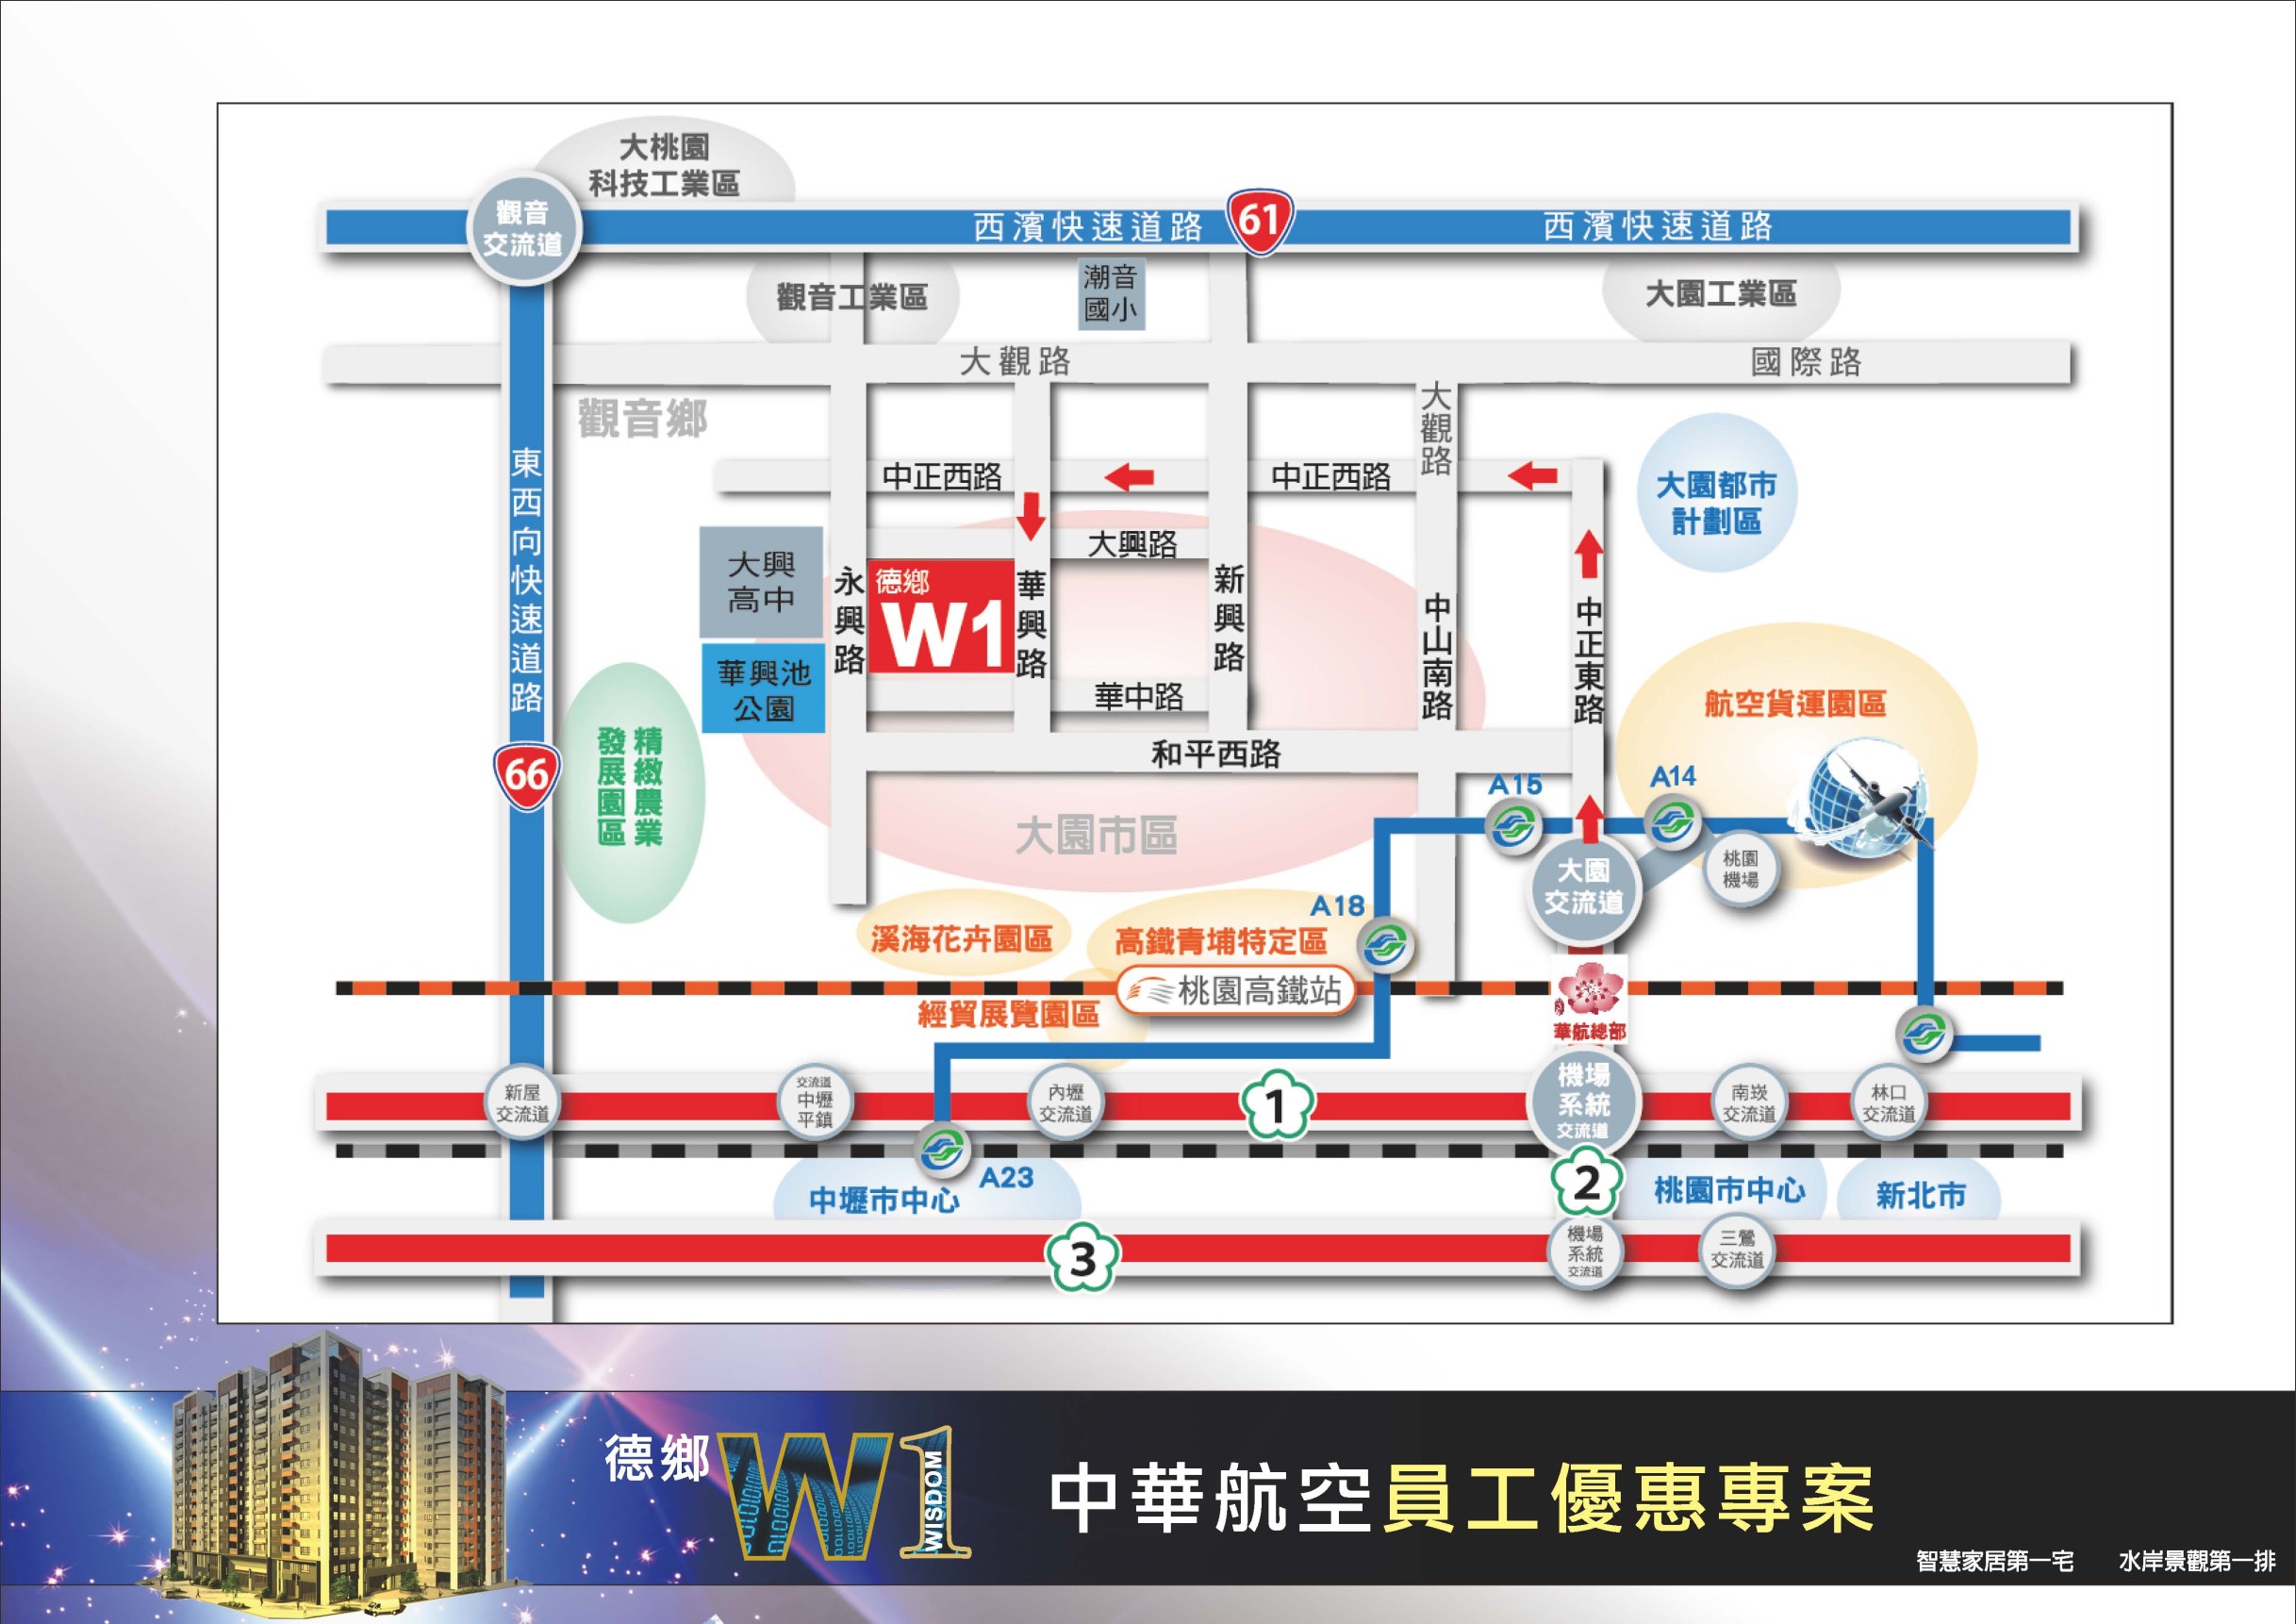 大桃園
科技工業區
觀音
交流道
西濱快速道路
61
西濱快速道路
觀音工業區
潮音
國小
大園工業區
大觀路
國際路
觀音鄉
大觀路
東西向快速道路
中正西路
中正西路
大園都市
計劃區
大興路
大興
高中
永興路
德鄉
W1
華興路
新興路
中山南路
中正東路
華興池
公園
華中路
航空貨運園區
精緻農業
發展園區
66
和平西路
A15
A14
大園市區
大園
交流道
桃園
機場
A18
溪海花卉園區
高鐵青埔特定區
桃園高鐵站
經貿展覽園區
華航總部
新屋
交流道
交流道
中壢
平鎮
內壢
交流道
1
機場
系統
交流道
南崁
交流道
林口
交流道
A23
中壢市中心
2
桃園市中心
新北市
3
機場
系統
交流道
三鶯
交流道
德鄉
W1
WISDOM
中華航空員工優惠專案
智慧家居第一宅 水岸景觀第一排